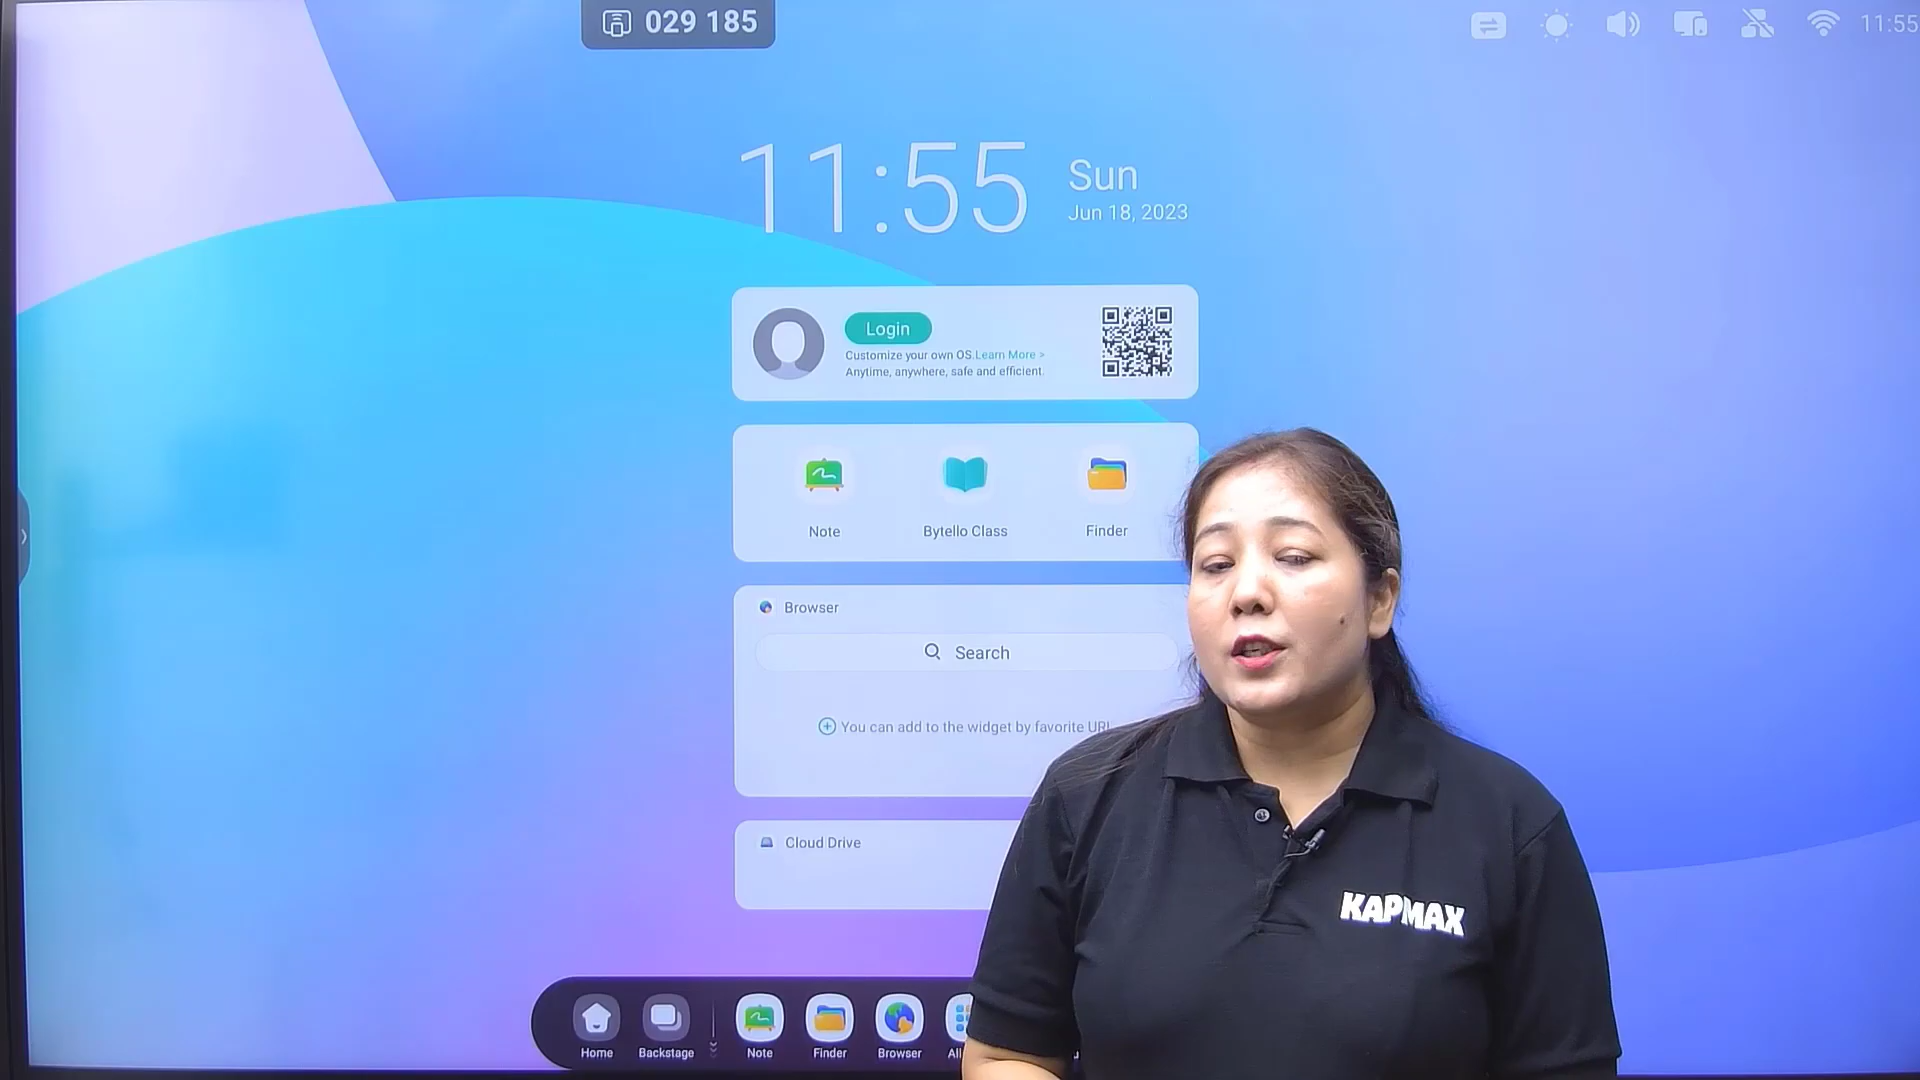 029 185
11:55
11:55
Sun
Jun 18, 2023
Login
Customize your own OS.Learn More >
Anytime, anywhere, safe and efficient.
Note
Bytello Class
Finder
Browser
Search
You can add to the widget by favorite URL
Cloud Drive
KAPMAX
Home
Backstage
Note
Finder
Browser
All